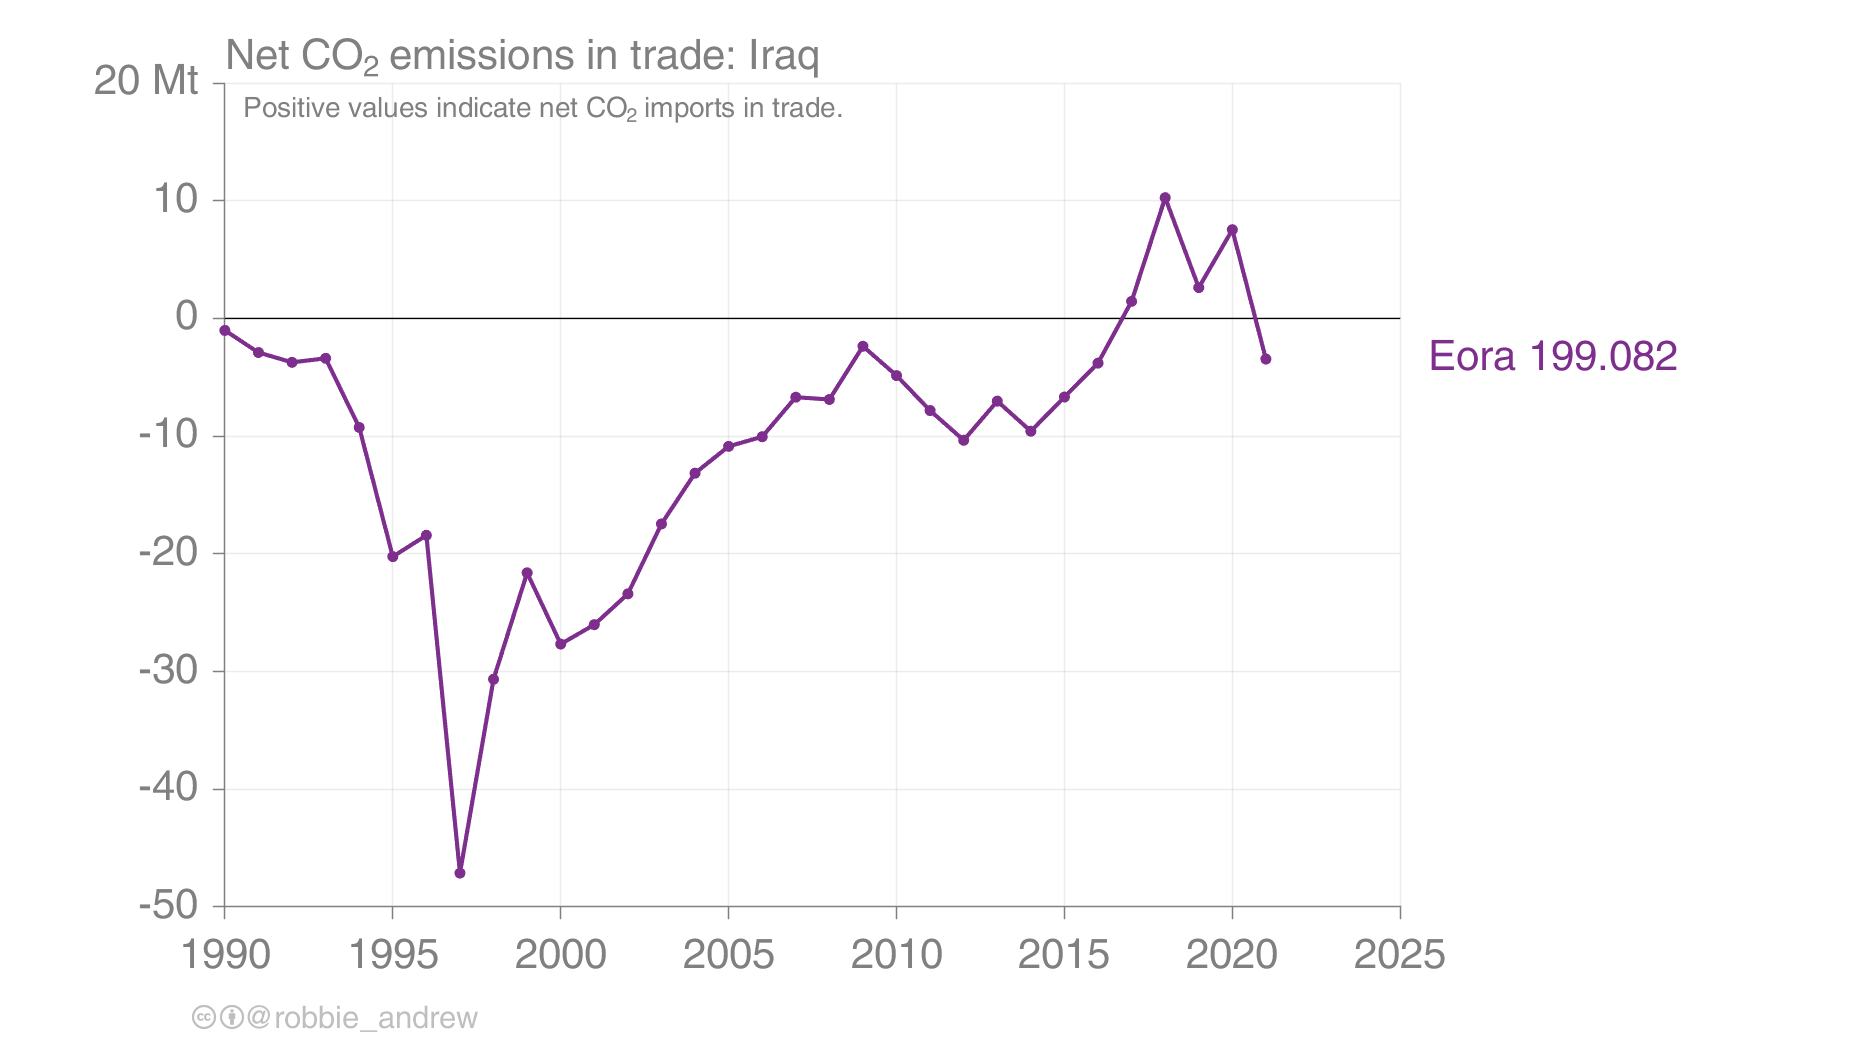 Net CO₂ emissions in trade: Iraq
20 Mt
Positive values indicate net CO₂ imports in trade.
10
0
Eora 199.082
-10
-20
-30
-40
-50
1990 1995 2000 2005 2010 2015 2020 2025
@robbie_andrew